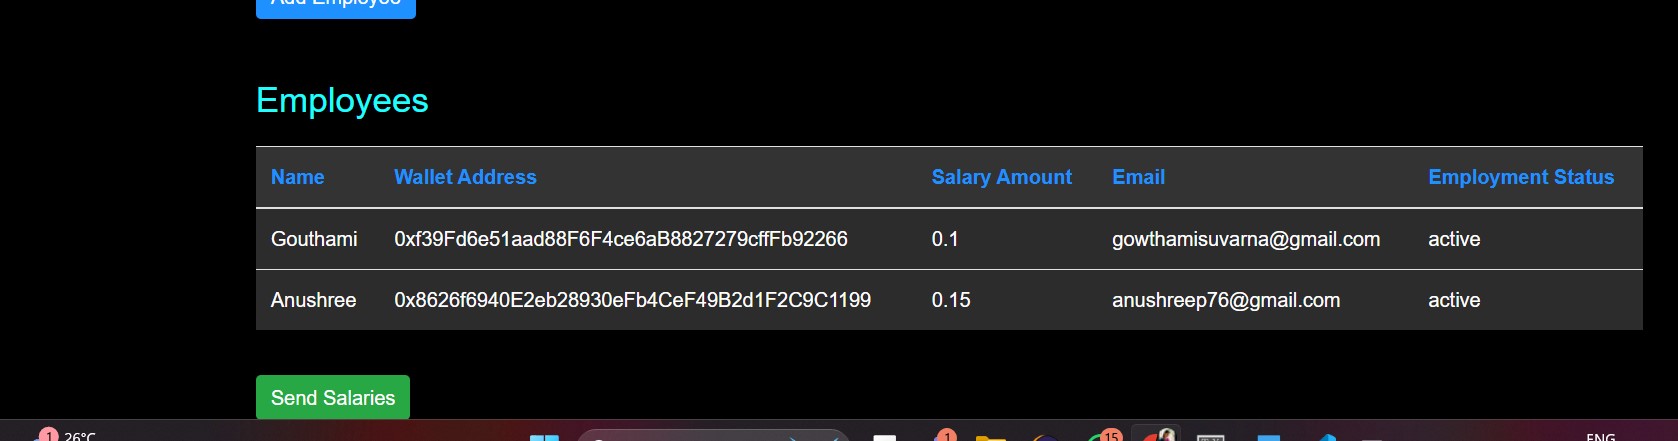 Add Employee
Employees
Name Wallet Address Salary Amount Email Employment Status
Gouthami 0xf39Fd6e51aad88F6F4ce6aB8827279cffFb92266 0.1 gowthamisuvarna@gmail.com active
Anushree 0x8626f6940E2eb28930eFb4CeF49B2d1F2C9C1199 0.15 anushreep76@gmail.com active
Send Salaries
1 26°C 1 15 ENG